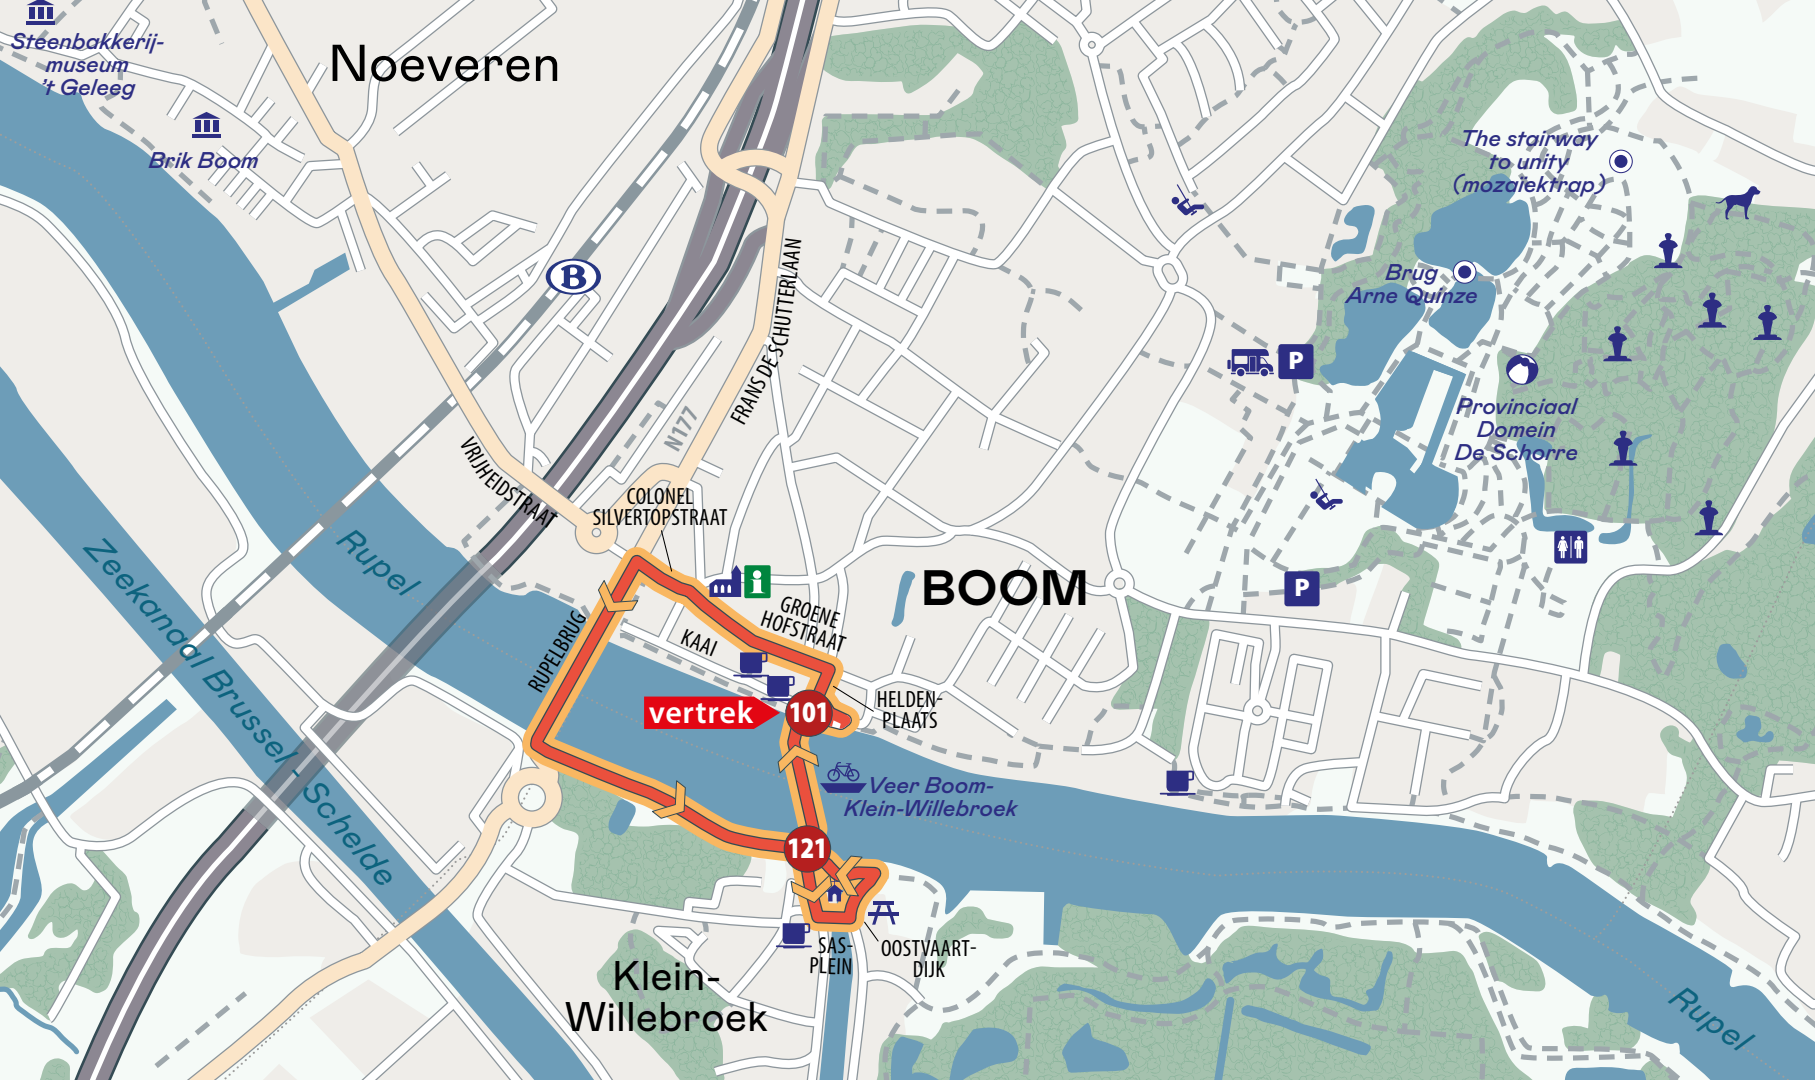 Steenbakkerij-
museum
't Geleeg
Noeveren
Brik Boom
B
The stairway
to unity
(mozaïektrap)
Brug
Arne Quinze
P
Provinciaal
Domein
De Schorre
FRANS DE SCHUTTERLAAN
N177
VRIJHEIDSTRAAT
COLONEL
SILVERTOPSTRAAT
Rupel
Zeekanaal Brussel - Schelde
i
BOOM
P
GROENE
HOFSTRAAT
KAAI
RUPELBRUG
vertrek
101
HELDEN-
PLAATS
Veer Boom-
Klein-Willebroek
121
SAS-
PLEIN
OOSTVAART-
DIJK
Klein-
Willebroek
Rupel